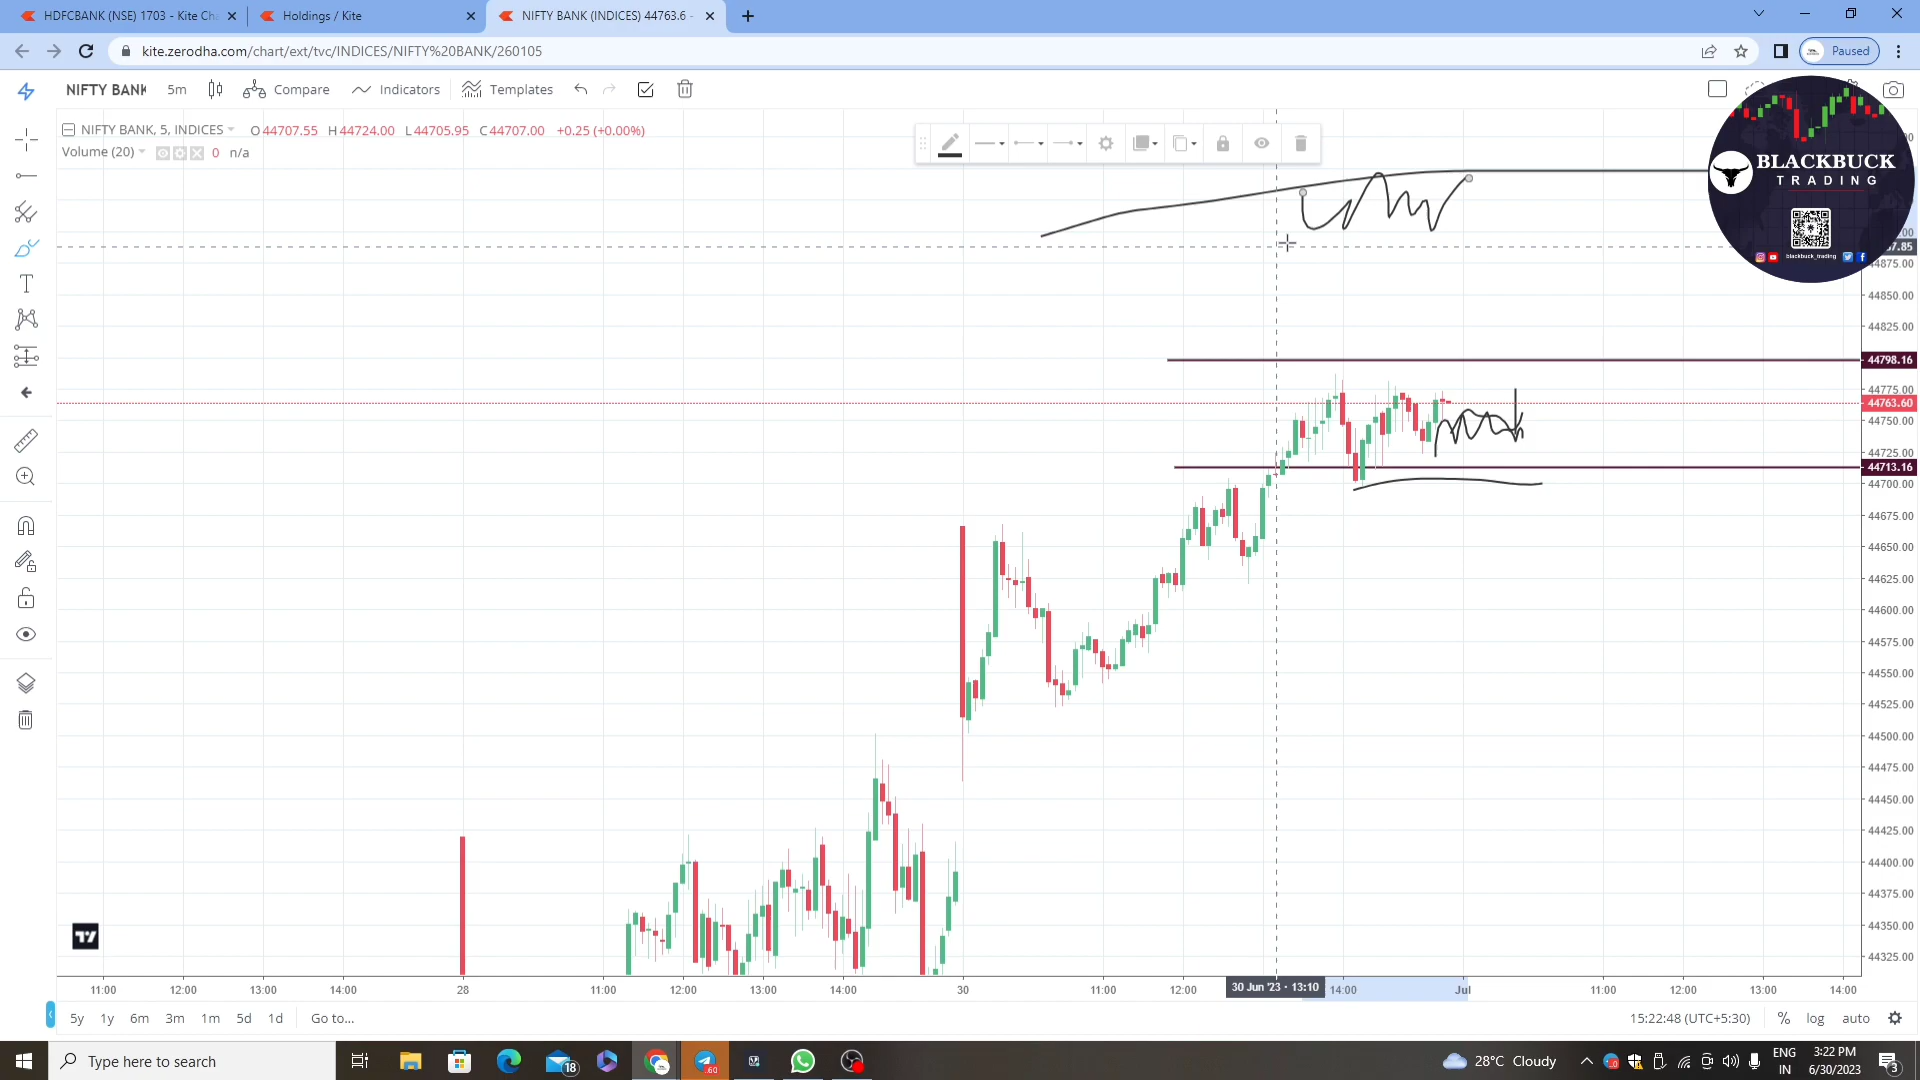 HDFCBANK (NSE) 1703 - Kite Cha
Holdings / Kite
NIFTY BANK (INDICES) 44763.6 -
kite.zerodha.com/chart/ext/tvc/INDICES/NIFTY%20BANK/260105
Paused
NIFTY BANK
5m
Compare
Indicators
Templates
NIFTY BANK, 5, INDICES
O44707.55 H44724.00 L44705.95 C44707.00 +0.25 (+0.00%)
Volume (20)
0 n/a
BLACKBUCK
TRADING
blackbuck_trading
44875.00
44850.00
44825.00
44798.16
44775.00
44763.60
44750.00
44725.00
44713.16
44700.00
44675.00
44650.00
44625.00
44600.00
44575.00
44550.00
44525.00
44500.00
44475.00
44450.00
44425.00
44400.00
44375.00
44350.00
44325.00
11:00 12:00 13:00 14:00 28 11:00 12:00 13:00 14:00 30 11:00 12:00 30 Jun '23 - 13:10 14:00 Jul 11:00 12:00 13:00 14:00
5y 1y 6m 3m 1m 5d 1d Go to...
15:22:48 (UTC+5:30) % log auto
Type here to search
18
.60
28°C Cloudy
ENG
IN
3:22 PM
6/30/2023
3